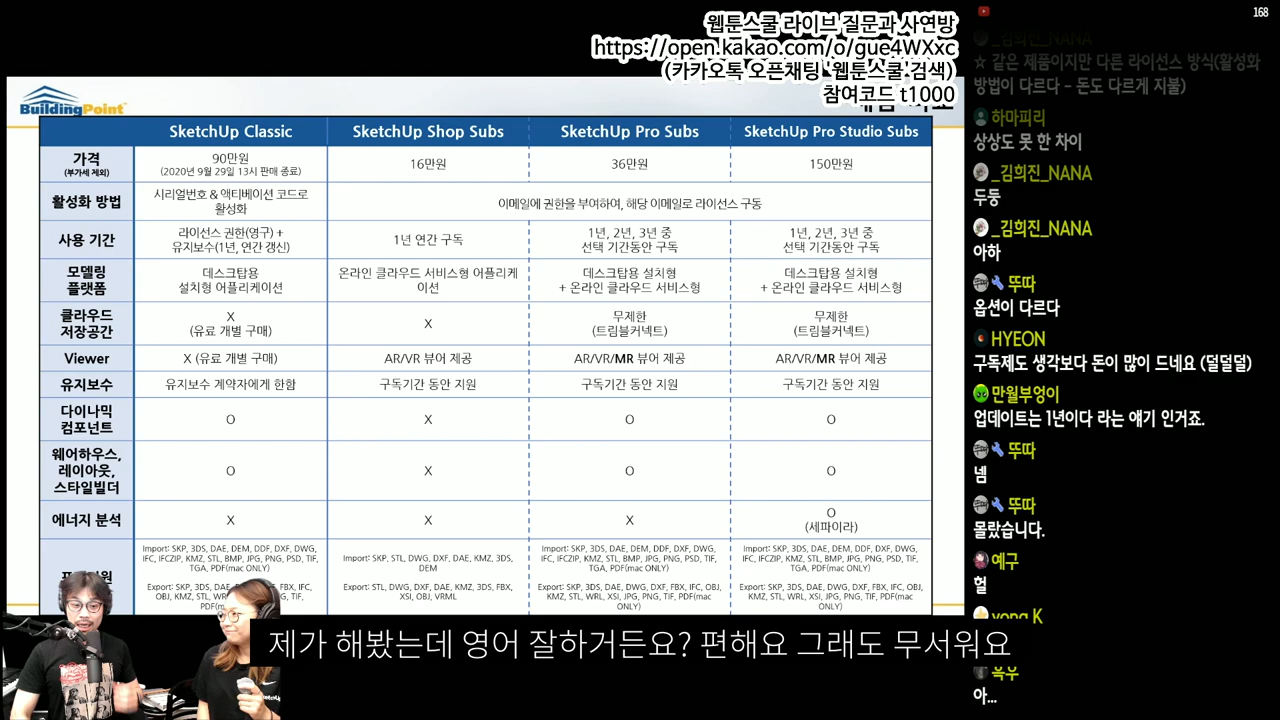 웹툰스쿨 라이브 질문과 사연방
https://open.kakao.com/o/gue4WXxc
(카카오톡 오픈채팅 '웹툰스쿨'검색)
참여코드 t1000
168
BuildingPoint
SketchUp Classic
SketchUp Shop Subs
SketchUp Pro Subs
SketchUp Pro Studio Subs
가격
(부가세 제외)
90만원
(2020년 9월 29일 13시 판매 종료)
16만원
36만원
150만원
활성화 방법
시리얼번호 & 액티베이션 코드로
활성화
이메일에 권한을 부여하여, 해당 이메일로 라이선스 구동
사용 기간
라이선스 권한(영구) +
유지보수(1년, 연간 갱신)
1년 연간 구독
1년, 2년, 3년 중
선택 기간동안 구독
1년, 2년, 3년 중
선택 기간동안 구독
모델링
플랫폼
데스크탑용
설치형 어플리케이션
온라인 클라우드 서비스형 어플리케
이션
데스크탑용 설치형
+ 온라인 클라우드 서비스형
데스크탑용 설치형
+ 온라인 클라우드 서비스형
클라우드
저장공간
X
(유료 개별 구매)
X
무제한
(트림블커넥트)
무제한
(트림블커넥트)
Viewer
X (유료 개별 구매)
AR/VR 뷰어 제공
AR/VR/MR 뷰어 제공
AR/VR/MR 뷰어 제공
유지보수
유지보수 계약자에게 한함
구독기간 동안 지원
구독기간 동안 지원
구독기간 동안 지원
다이나믹
컴포넌트
O
X
O
O
웨어하우스,
레이아웃,
스타일빌더
O
X
O
O
에너지 분석
X
X
X
O
(세파이라)
Import: SKP, 3DS, DAE, DEM, DDF, DXF, DWG,
IFC, IFCZIP, KMZ, STL, BMP, JPG, PNG, PSD, TIF,
TGA, PDF(mac ONLY)
Export: SKP, 3DS, DAE, FBX, IFC,
OBJ, KMZ, STL,
Import: SKP, STL, DWG, DXF, DAE, KMZ, 3DS,
DEM
Export: STL, DWG, DXF, DAE, KMZ, 3DS, FBX,
XSI, OBJ, VRML
Import: SKP, 3DS, DAE, DEM, DDF, DXF, DWG,
IFC, IFCZIP, KMZ, STL, BMP, JPG, PNG, PSD, TIF,
TGA, PDF(mac ONLY)
Export: SKP, 3DS, DAE, DWG, DXF, FBX, IFC, OBJ,
KMZ, STL, WRL, XSI, JPG, PNG, TIF, PDF(mac
ONLY)
Import: SKP, 3DS, DAE, DEM, DDF, DXF, DWG,
IFC, IFCZIP, KMZ, STL, BMP, JPG, PNG, PSD, TIF,
TGA, PDF(mac ONLY)
Export: SKP, 3DS, DAE, DWG, DXF, FBX, IFC, OBJ,
KMZ, STL, WRL, XSI, JPG, PNG, TIF, PDF(mac
ONLY)
_김희진_NANA
☆ 같은 제품이지만 다른 라이선스 방식(활성화
방법이 다르다 - 돈도 다르게 지불)
하마피리
상상도 못 한 차이
_김희진_NANA
두둥
_김희진_NANA
아하
뚜따
옵션이 다르다
HYEON
구독제도 생각보다 돈이 많이 드네요 (덜덜덜)
만월부엉이
업데이트는 1년이다 라는 얘기 인거죠.
뚜따
넴
뚜따
몰랐습니다.
예구
헐
yong K
아...
제가 해봤는데 영어 잘하거든요? 편해요 그래도 무서워요